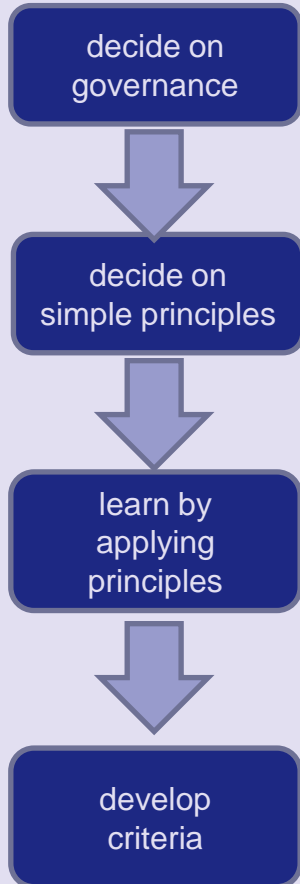 decide on
governance
decide on
simple principles
learn by
applying
principles
develop
criteria